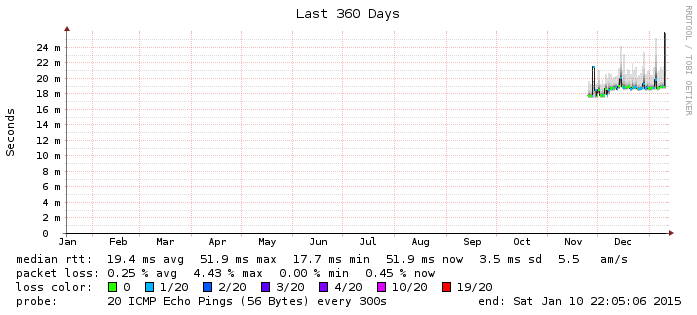 Last 360 Days
RRDTOOL / TOBI OETIKER
Seconds
24 m
22 m
20 m
18 m
16 m
14 m
12 m
10 m
8 m
6 m
4 m
2 m
0
Jan Feb Mar Apr May Jun Jul Aug Sep Oct Nov Dec
median rtt: 19.4 ms avg 51.9 ms max 17.7 ms min 51.9 ms now 3.5 ms sd 5.5 am/s
packet loss: 0.25 % avg 4.43 % max 0.00 % min 0.45 % now
loss color: 0 1/20 2/20 3/20 4/20 10/20 19/20
probe: 20 ICMP Echo Pings (56 Bytes) every 300s end: Sat Jan 10 22:05:06 2015